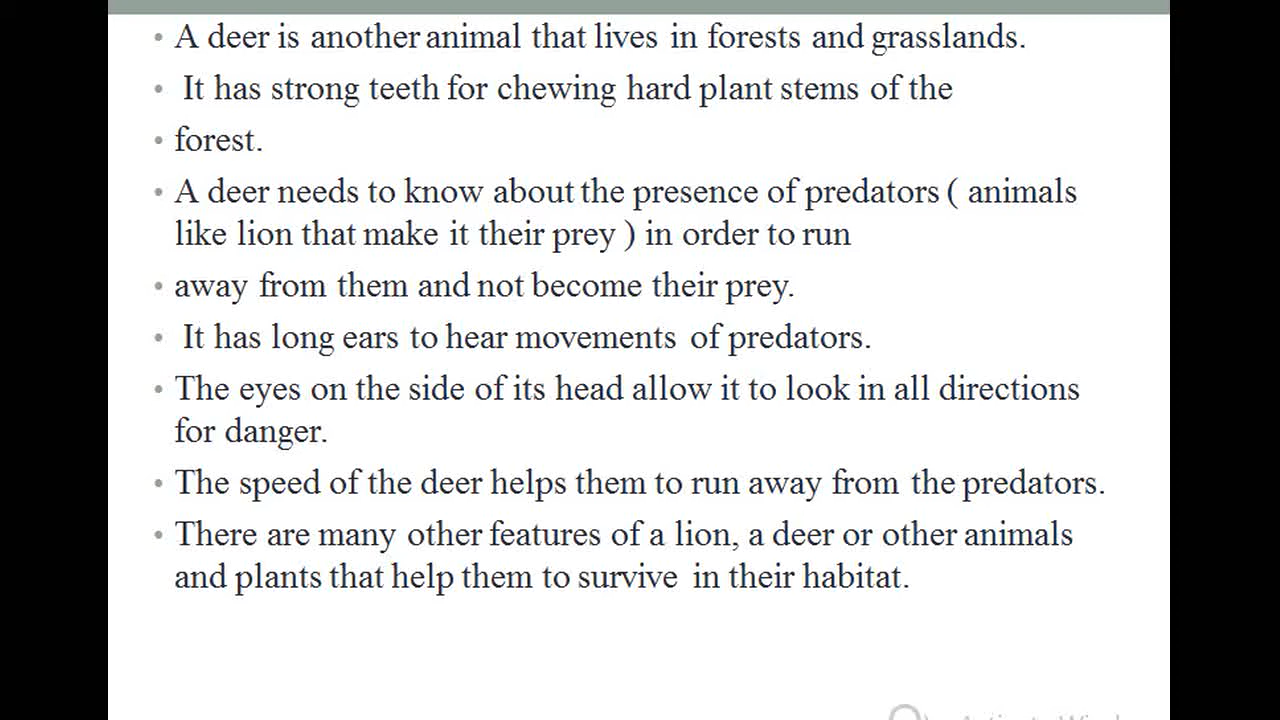 • A deer is another animal that lives in forests and grasslands.
• It has strong teeth for chewing hard plant stems of the
• forest.
• A deer needs to know about the presence of predators ( animals
like lion that make it their prey ) in order to run
• away from them and not become their prey.
• It has long ears to hear movements of predators.
• The eyes on the side of its head allow it to look in all directions
for danger.
• The speed of the deer helps them to run away from the predators.
• There are many other features of a lion, a deer or other animals
and plants that help them to survive in their habitat.